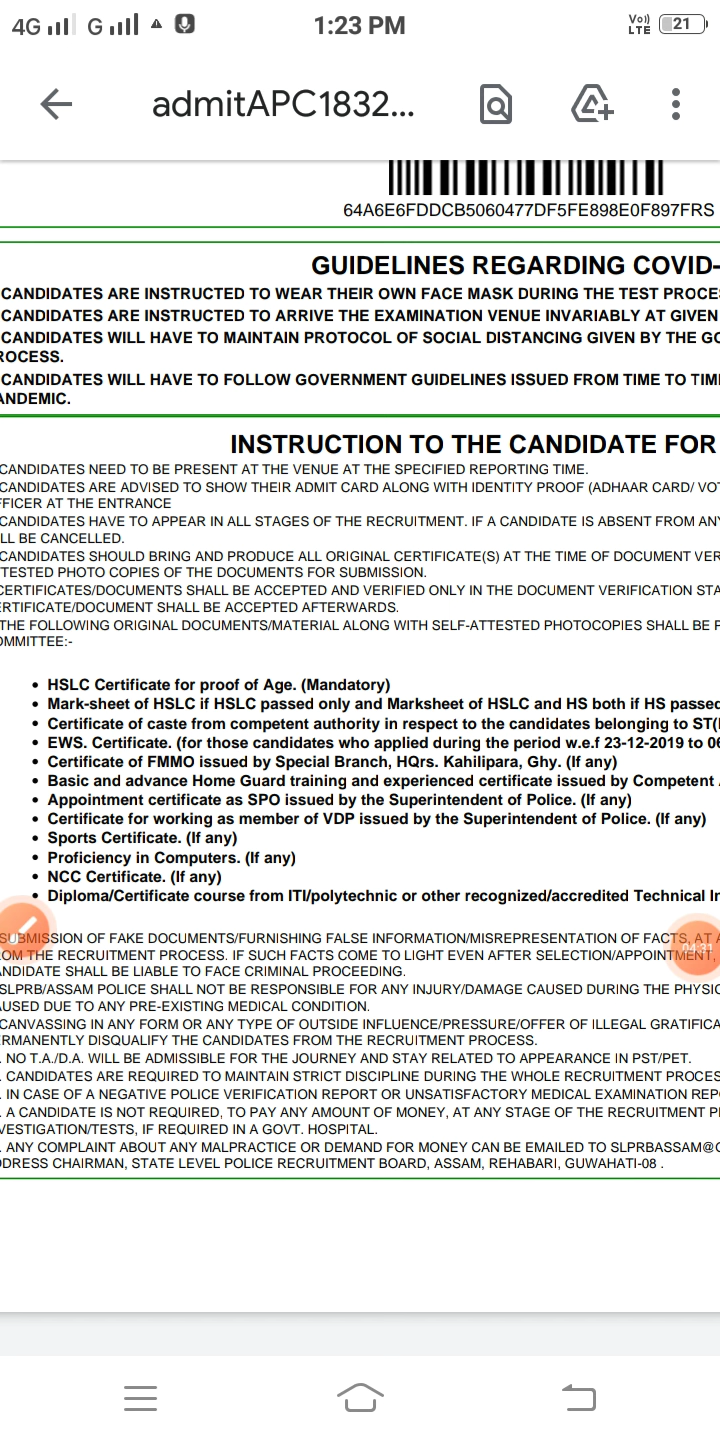 4G G 1:23 PM Vo)) LTE 21
admitAPC1832...
64A6E6FDDCB5060477DF5FE898E0F897FRS
GUIDELINES REGARDING COVID-
CANDIDATES ARE INSTRUCTED TO WEAR THEIR OWN FACE MASK DURING THE TEST PROCE
CANDIDATES ARE INSTRUCTED TO ARRIVE THE EXAMINATION VENUE INVARIABLY AT GIVEN
CANDIDATES WILL HAVE TO MAINTAIN PROTOCOL OF SOCIAL DISTANCING GIVEN BY THE GO
ROCESS.
CANDIDATES WILL HAVE TO FOLLOW GOVERNMENT GUIDELINES ISSUED FROM TIME TO TIM
ANDEMIC.
INSTRUCTION TO THE CANDIDATE FOR
CANDIDATES NEED TO BE PRESENT AT THE VENUE AT THE SPECIFIED REPORTING TIME.
CANDIDATES ARE ADVISED TO SHOW THEIR ADMIT CARD ALONG WITH IDENTITY PROOF (ADHAAR CARD/ VOT
FFICER AT THE ENTRANCE
CANDIDATES HAVE TO APPEAR IN ALL STAGES OF THE RECRUITMENT. IF A CANDIDATE IS ABSENT FROM ANY
LL BE CANCELLED.
CANDIDATES SHOULD BRING AND PRODUCE ALL ORIGINAL CERTIFICATE(S) AT THE TIME OF DOCUMENT VER
TTESTED PHOTO COPIES OF THE DOCUMENTS FOR SUBMISSION.
CERTIFICATES/DOCUMENTS SHALL BE ACCEPTED AND VERIFIED ONLY IN THE DOCUMENT VERIFICATION STA
ERTIFICATE/DOCUMENT SHALL BE ACCEPTED AFTERWARDS.
THE FOLLOWING ORIGINAL DOCUMENTS/MATERIAL ALONG WITH SELF-ATTESTED PHOTOCOPIES SHALL BE P
OMMITTEE:-
• HSLC Certificate for proof of Age. (Mandatory)
• Mark-sheet of HSLC if HSLC passed only and Marksheet of HSLC and HS both if HS passed
• Certificate of caste from competent authority in respect to the candidates belonging to ST(
• EWS. Certificate. (for those candidates who applied during the period w.e.f 23-12-2019 to 06
• Certificate of FMMO issued by Special Branch, HQrs. Kahilipara, Ghy. (If any)
• Basic and advance Home Guard training and experienced certificate issued by Competent
• Appointment certificate as SPO issued by the Superintendent of Police. (If any)
• Certificate for working as member of VDP issued by the Superintendent of Police. (If any)
• Sports Certificate. (If any)
• Proficiency in Computers. (If any)
• NCC Certificate. (If any)
• Diploma/Certificate course from ITI/polytechnic or other recognized/accredited Technical In
SUBMISSION OF FAKE DOCUMENTS/FURNISHING FALSE INFORMATION/MISREPRESENTATION OF FACTS, AT A
OM THE RECRUITMENT PROCESS. IF SUCH FACTS COME TO LIGHT EVEN AFTER SELECTION/APPOINTMENT,
04:31
ANDIDATE SHALL BE LIABLE TO FACE CRIMINAL PROCEEDING.
SLPRB/ASSAM POLICE SHALL NOT BE RESPONSIBLE FOR ANY INJURY/DAMAGE CAUSED DURING THE PHYSIC
AUSED DUE TO ANY PRE-EXISTING MEDICAL CONDITION.
CANVASSING IN ANY FORM OR ANY TYPE OF OUTSIDE INFLUENCE/PRESSURE/OFFER OF ILLEGAL GRATIFICA
ERMANENTLY DISQUALIFY THE CANDIDATES FROM THE RECRUITMENT PROCESS.
. NO T.A./D.A. WILL BE ADMISSIBLE FOR THE JOURNEY AND STAY RELATED TO APPEARANCE IN PST/PET.
. CANDIDATES ARE REQUIRED TO MAINTAIN STRICT DISCIPLINE DURING THE WHOLE RECRUITMENT PROCES
. IN CASE OF A NEGATIVE POLICE VERIFICATION REPORT OR UNSATISFACTORY MEDICAL EXAMINATION REP
. A CANDIDATE IS NOT REQUIRED, TO PAY ANY AMOUNT OF MONEY, AT ANY STAGE OF THE RECRUITMENT P
VESTIGATION/TESTS, IF REQUIRED IN A GOVT. HOSPITAL.
. ANY COMPLAINT ABOUT ANY MALPRACTICE OR DEMAND FOR MONEY CAN BE EMAILED TO SLPRBASSAM@G
DDRESS CHAIRMAN, STATE LEVEL POLICE RECRUITMENT BOARD, ASSAM, REHABARI, GUWAHATI-08 .